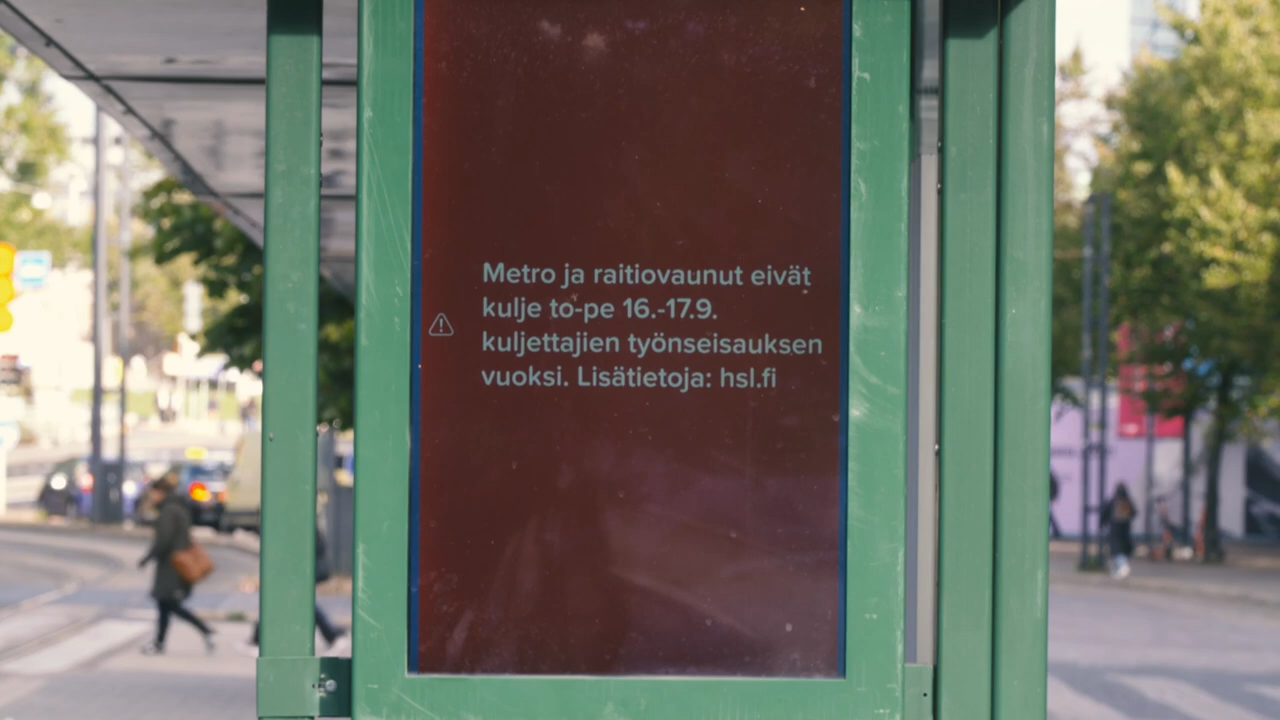 Metro ja raitiovaunut eivät
kulje to-pe 16.-17.9.
kuljettajien työnseisauksen
vuoksi. Lisätietoja: hsl.fi